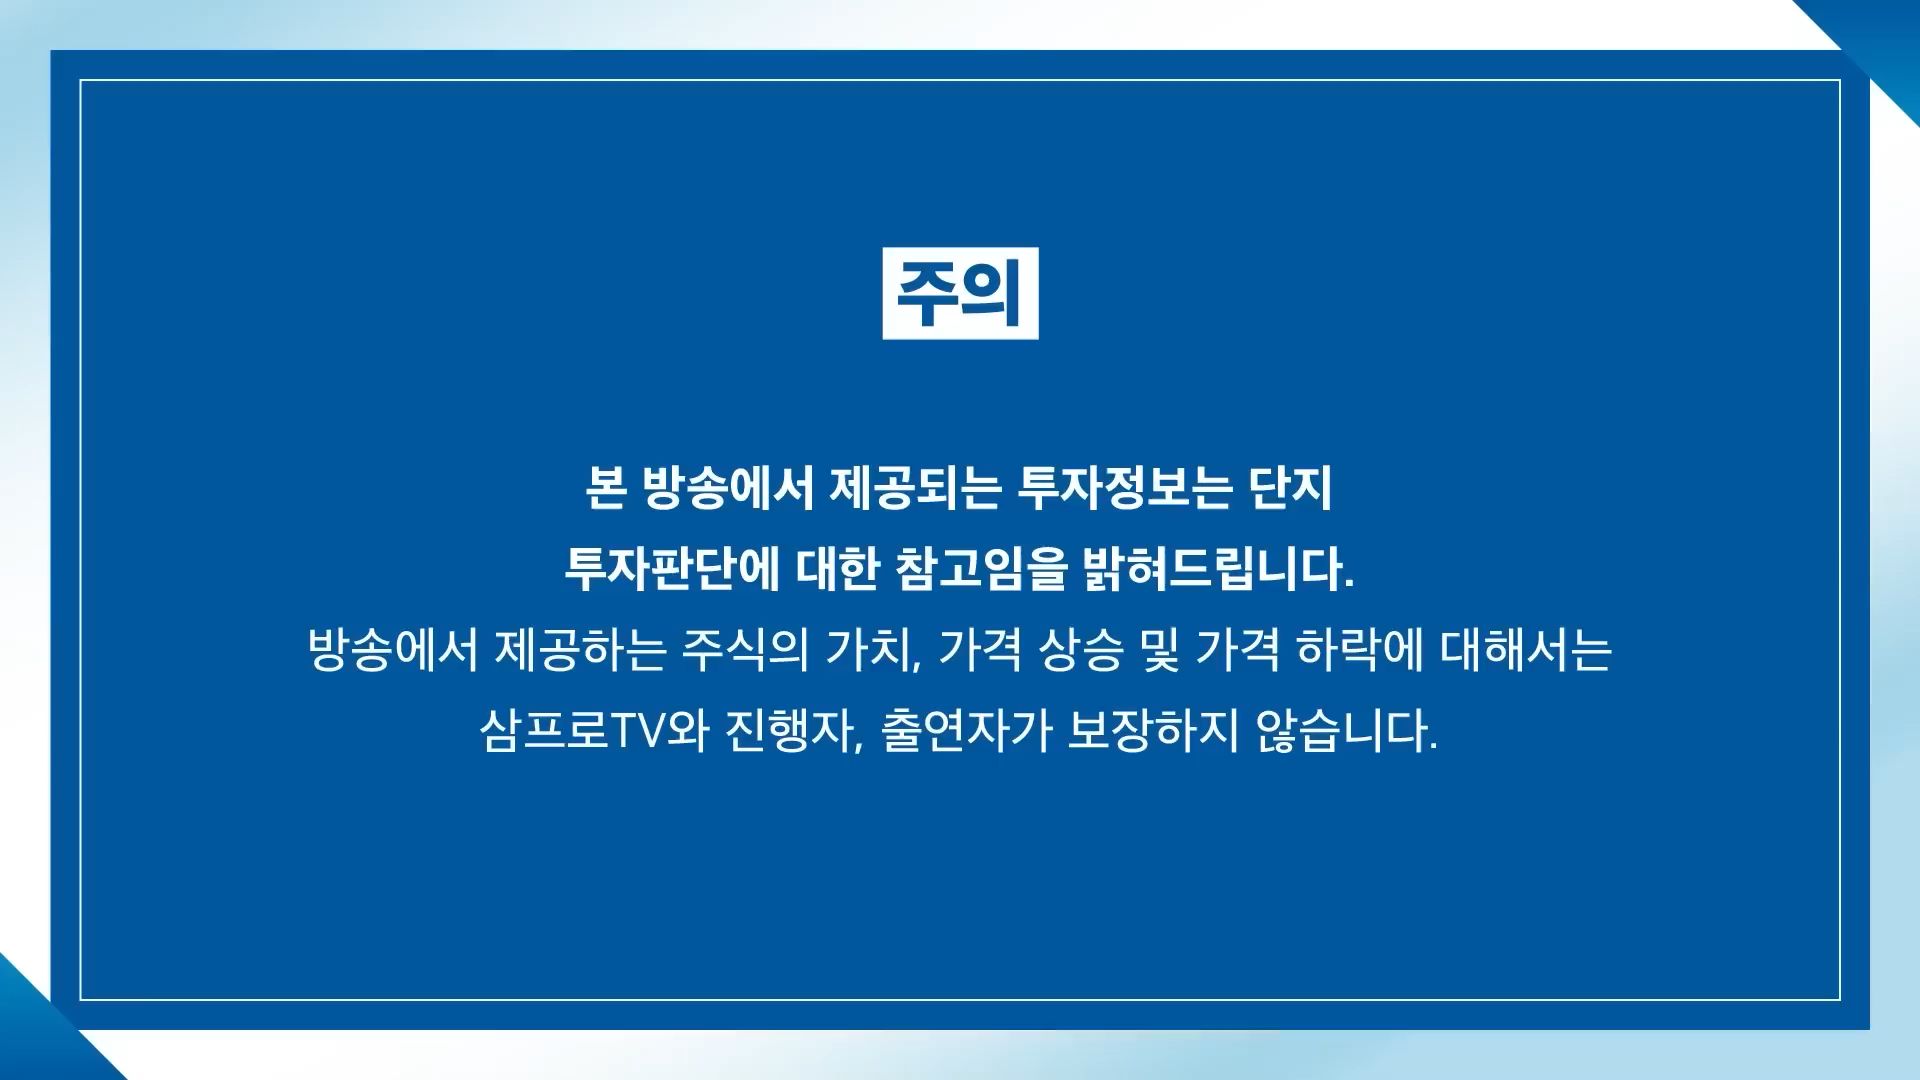 주의
본 방송에서 제공되는 투자정보는 단지
투자판단에 대한 참고임을 밝혀드립니다.
방송에서 제공하는 주식의 가치, 가격 상승 및 가격 하락에 대해서는
삼프로TV와 진행자, 출연자가 보장하지 않습니다.